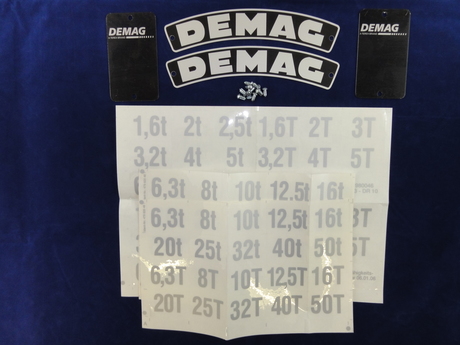 DEMAG
DEMAG
DEMAG
DEMAG
1,6t 2t 2,5t 1,6T 2T 3T
3,2t 4t 5t 3,2T 4T 5T
6,3t 8t 10t 12.5t 16t
6,3t 8t 10t 12,5t 16t
20t 25t 32t 40t 50t
6,3T 8T 10T 12,5T 16T
20T 25T 32T 40T 50T